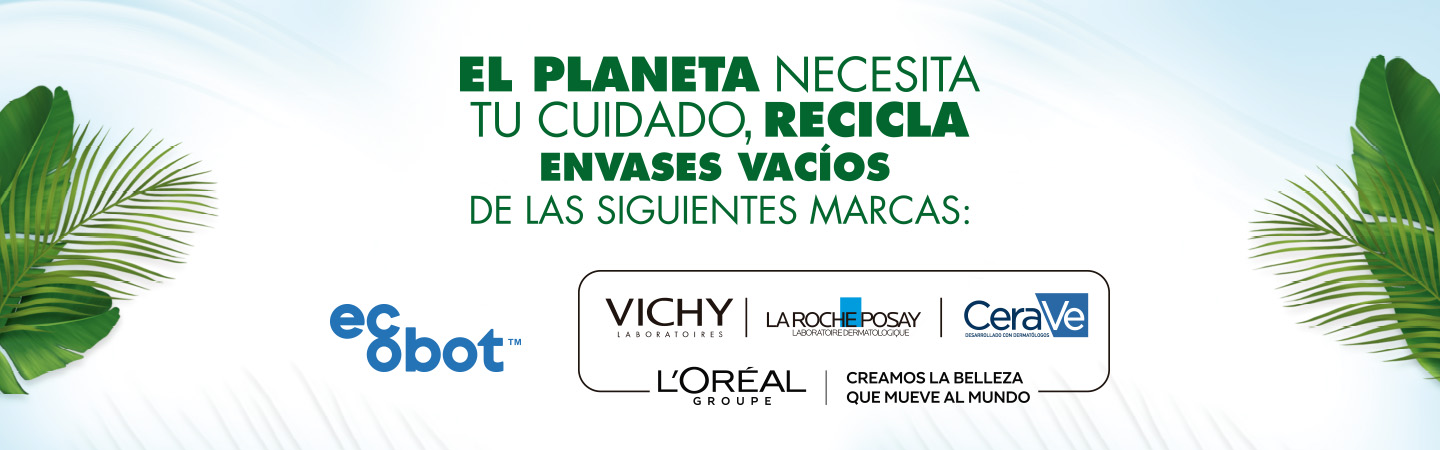 EL PLANETA NECESITA
TU CUIDADO, RECICLA
ENVASES VACÍOS
DE LAS SIGUIENTES MARCAS:
ecobot™
VICHY
LABORATOIRES
LA ROCHE POSAY
LABORATOIRE DERMATOLOGIQUE
CeraVe
DESARROLLADO CON DERMATÓLOGOS
L'ORÉAL
GROUPE
CREAMOS LA BELLEZA
QUE MUEVE AL MUNDO